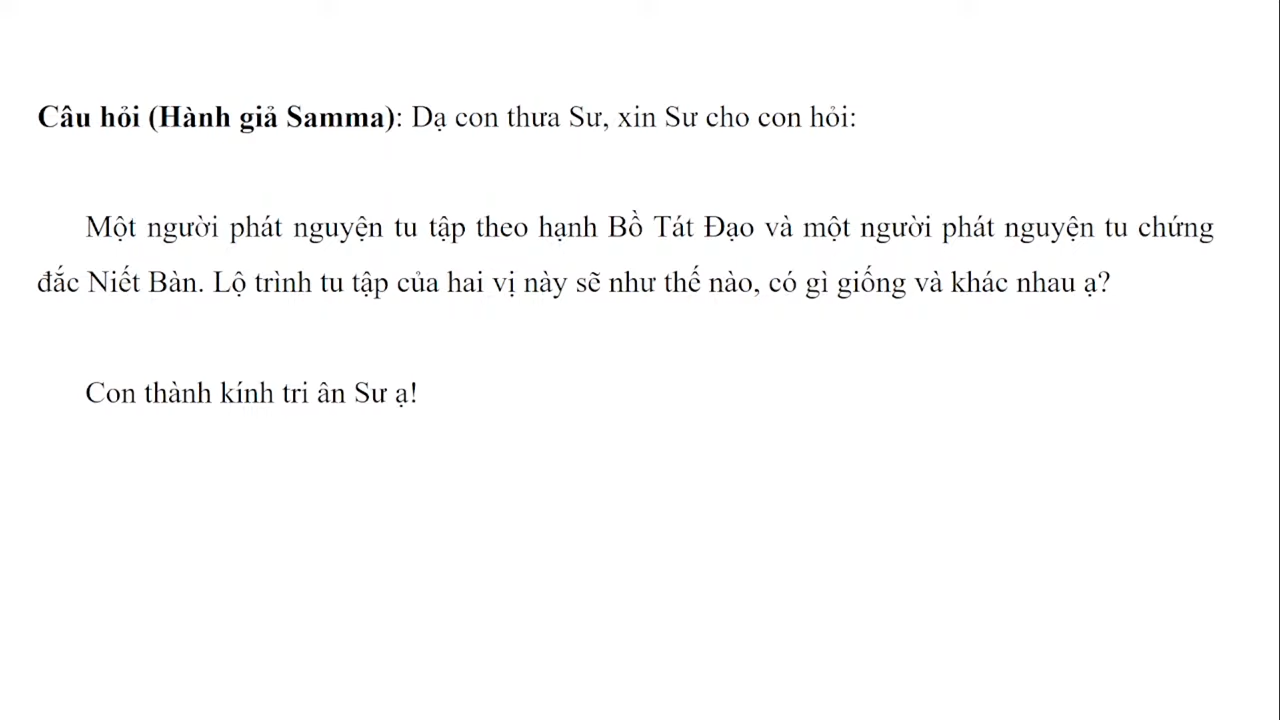 Câu hỏi (Hành giả Samma): Dạ con thưa Sư, xin Sư cho con hỏi:
Một người phát nguyện tu tập theo hạnh Bồ Tát Đạo và một người phát nguyện tu chứng
đắc Niết Bàn. Lộ trình tu tập của hai vị này sẽ như thế nào, có gì giống và khác nhau ạ?
Con thành kính tri ân Sư ạ!